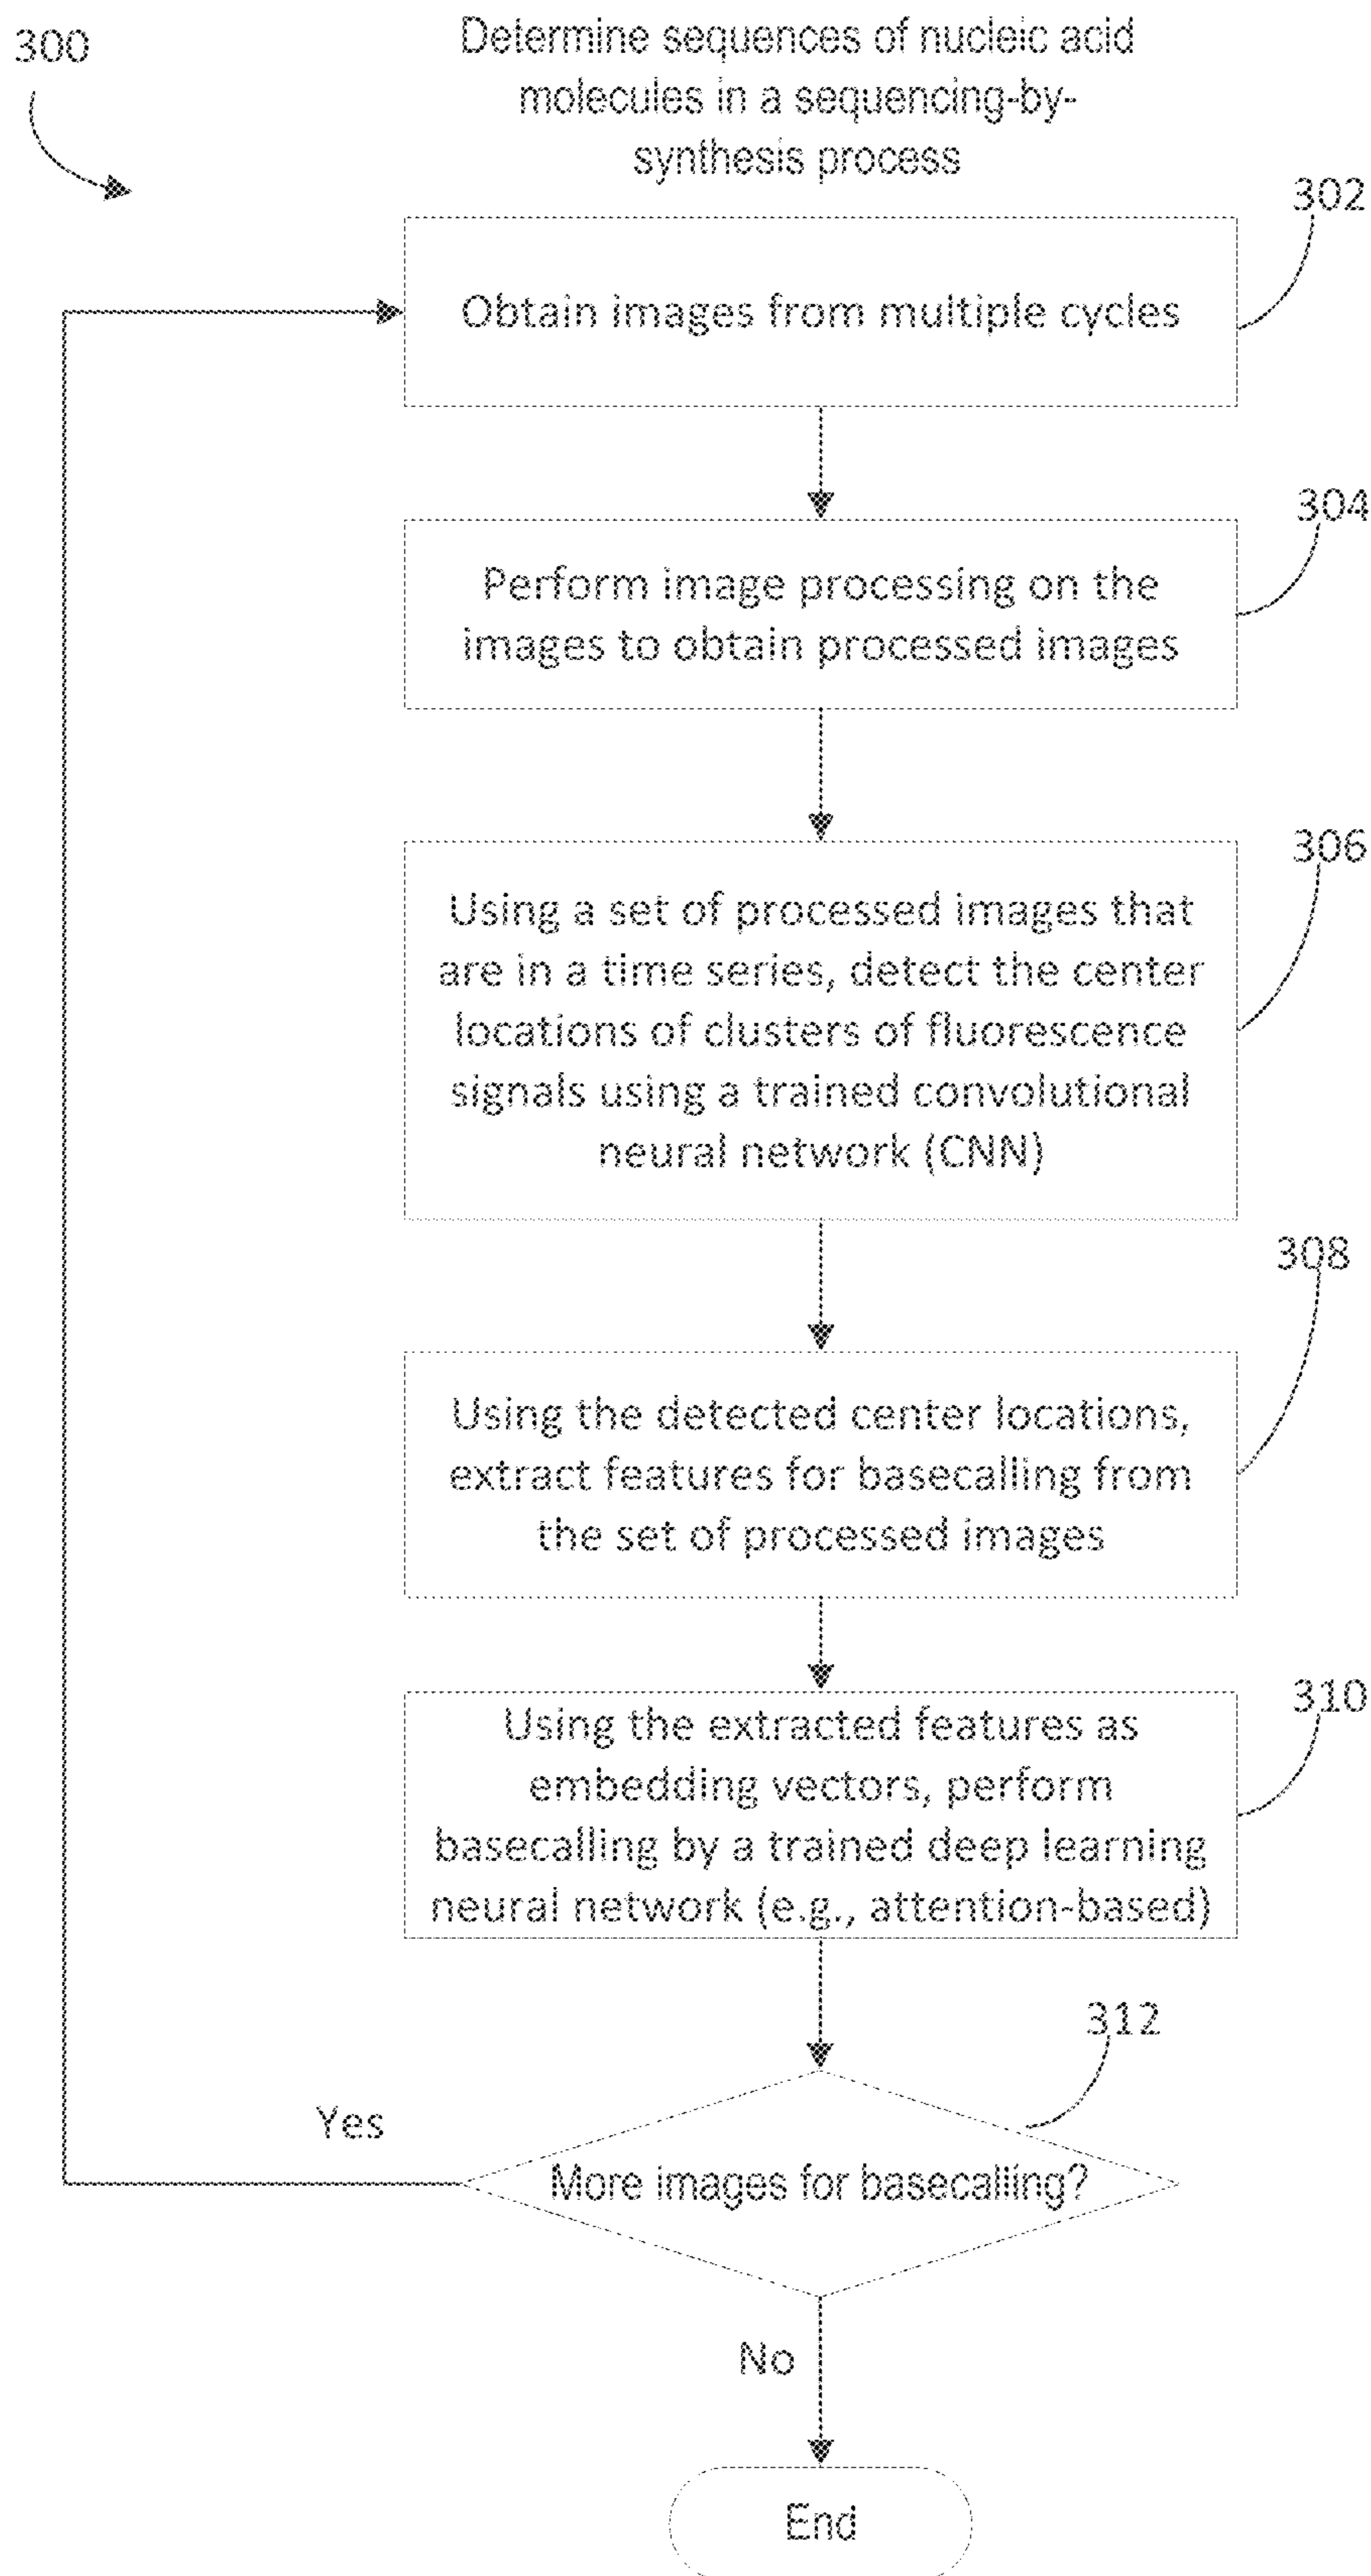 300
Determine sequences of nucleic acid
molecules in a sequencing-by-
synthesis process
302
Obtain images from multiple cycles
304
Perform image processing on the
images to obtain processed images
306
Using a set of processed images that
are in a time series, detect the center
locations of clusters of fluorescence
signals using a trained convolutional
neural network (CNN)
308
Using the detected center locations,
extract features for basecalling from
the set of processed images
310
Using the extracted features as
embedding vectors, perform
basecalling by a trained deep learning
neural network (e.g., attention-based)
312
Yes
More images for basecalling?
No
End